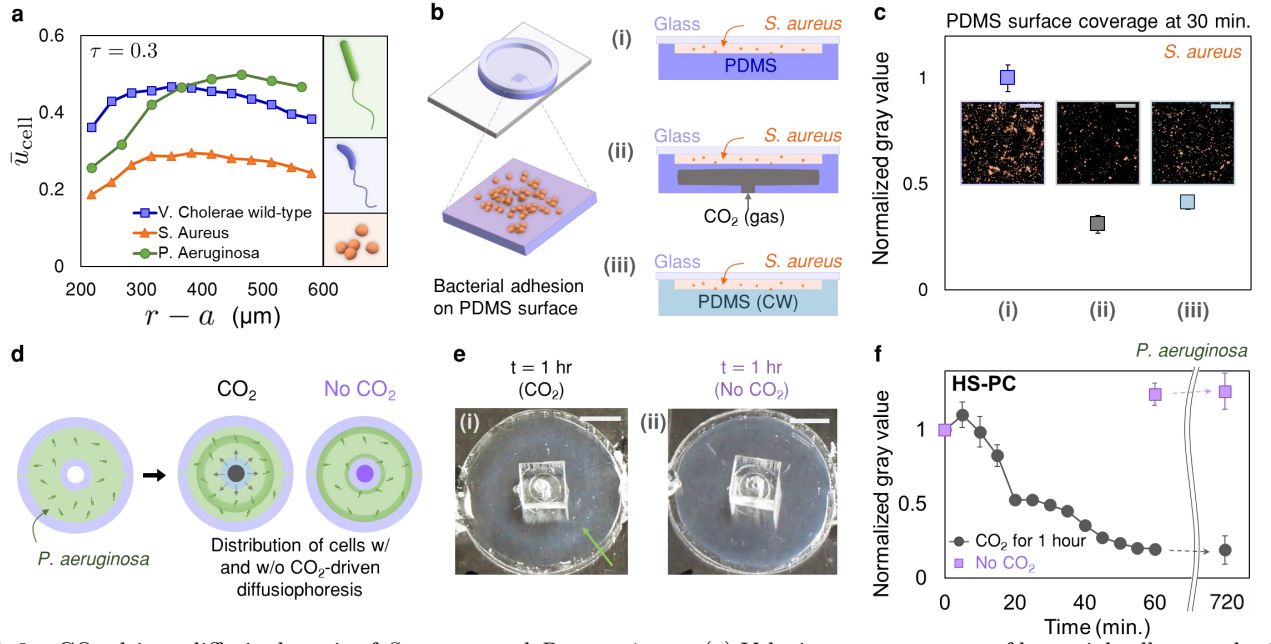 a
0.6
0.4
0.2
0
τ = 0.3
ū_cell
V. Cholerae wild-type
S. Aureus
P. Aeruginosa
200
300
400
500
600
r − a (μm)
b
Bacterial adhesion
on PDMS surface
(i)
Glass
S. aureus
PDMS
(ii)
Glass
S. aureus
CO₂ (gas)
(iii)
Glass
S. aureus
PDMS (CW)
c
PDMS surface coverage at 30 min.
S. aureus
Normalized gray value
1
0.5
0
(i)
(ii)
(iii)
d
CO₂
No CO₂
P. aeruginosa
Distribution of cells w/
and w/o CO₂-driven
diffusiophoresis
e
t = 1 hr
(CO₂)
t = 1 hr
(No CO₂)
(i)
(ii)
f
P. aeruginosa
HS-PC
Normalized gray value
1
0.5
0
CO₂ for 1 hour
No CO₂
0
20
40
60
720
Time (min.)